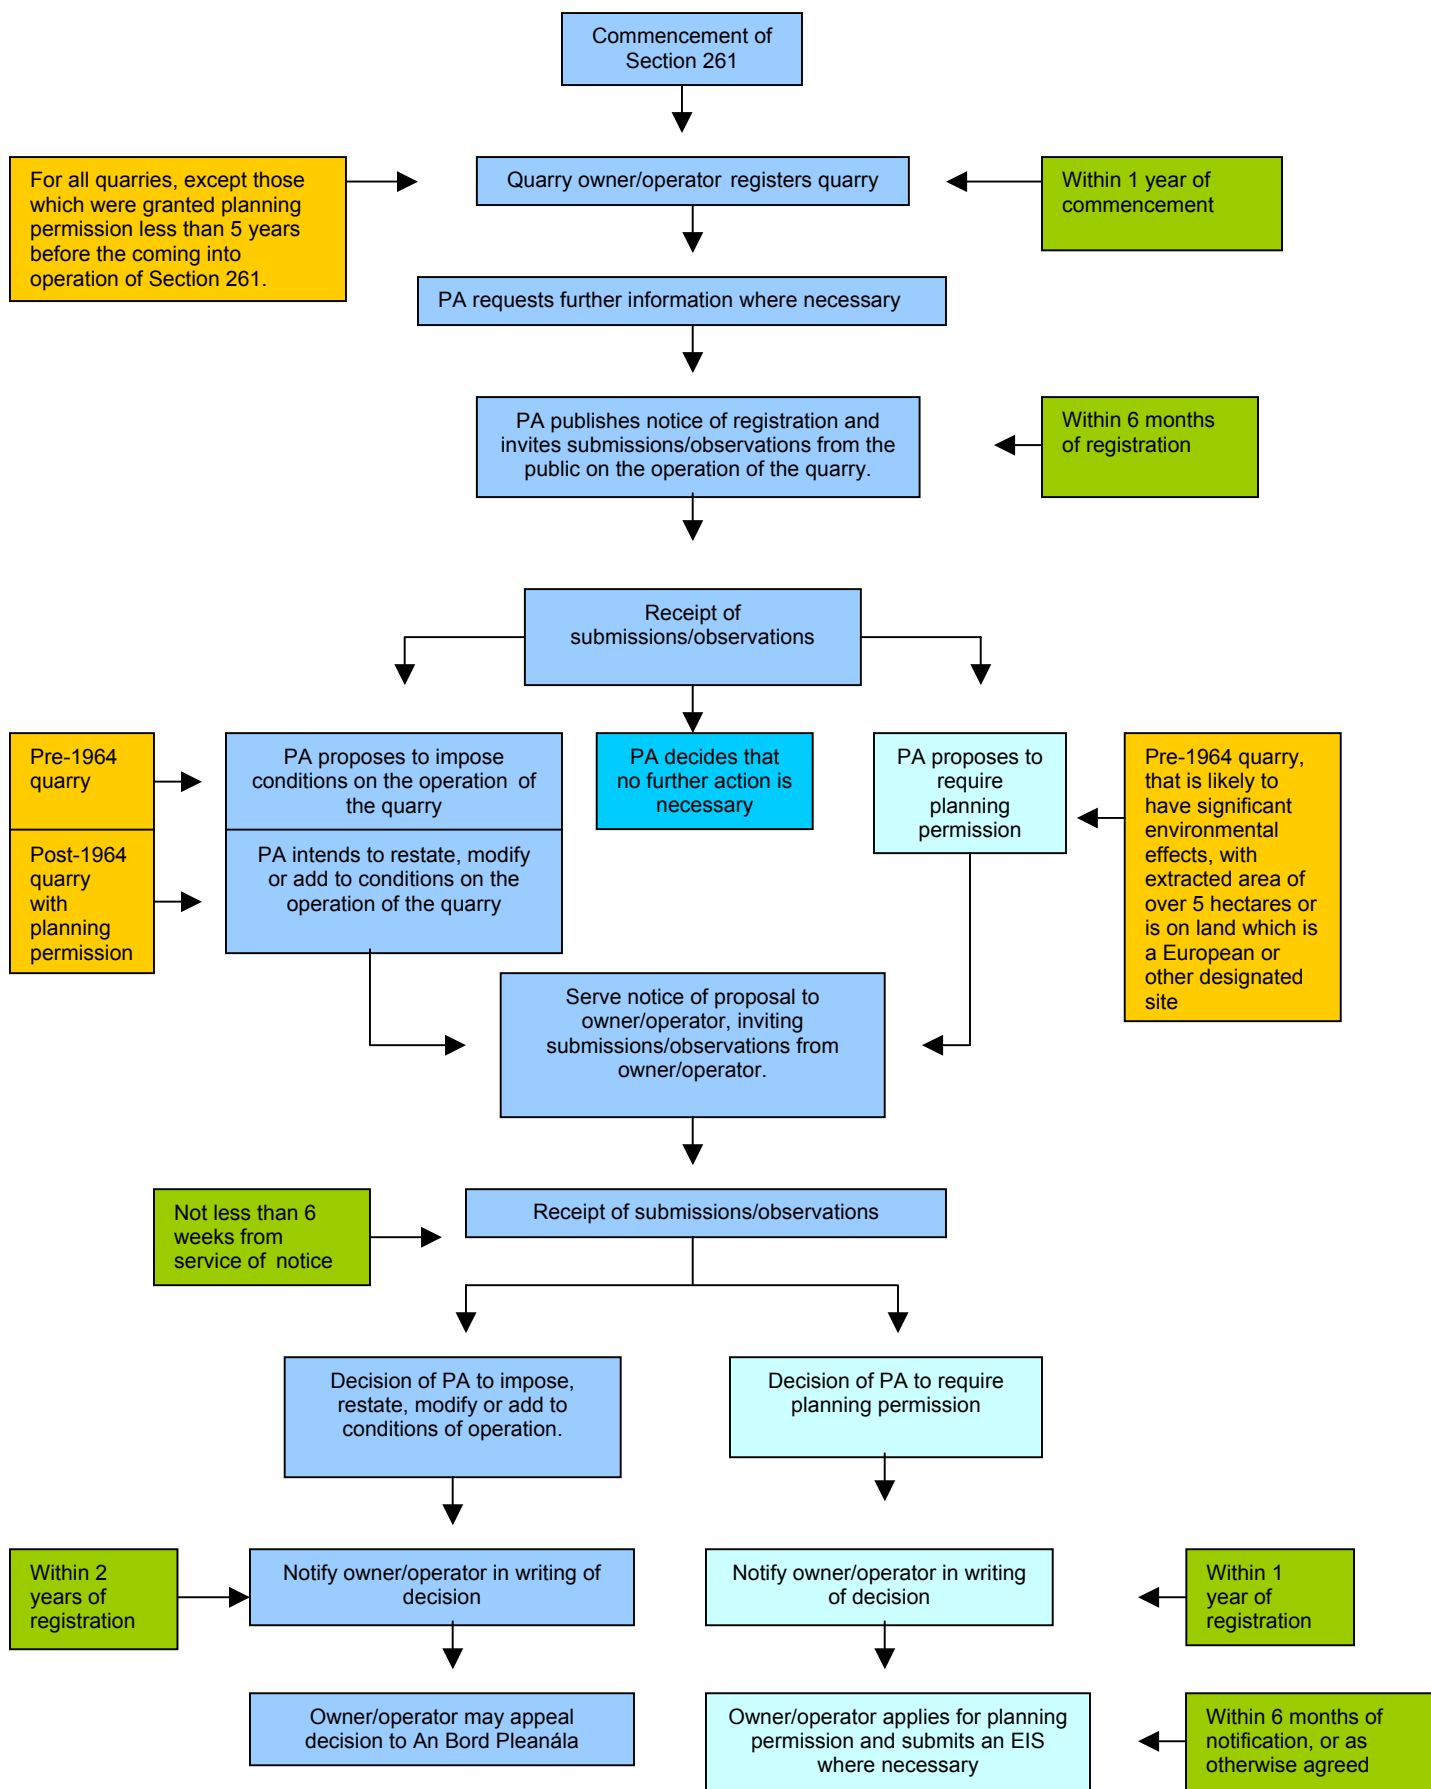 Commencement of
Section 261
For all quarries, except those
which were granted planning
permission less than 5 years
before the coming into
operation of Section 261.
Quarry owner/operator registers quarry
Within 1 year of
commencement
PA requests further information where necessary
PA publishes notice of registration and
invites submissions/observations from the
public on the operation of the quarry.
Within 6 months
of registration
Receipt of
submissions/observations
Pre-1964
quarry
PA proposes to impose
conditions on the operation of
the quarry
PA decides that
no further action is
necessary
PA proposes to
require
planning
permission
Pre-1964 quarry,
that is likely to
have significant
environmental
effects, with
extracted area of
over 5 hectares or
is on land which is
a European or
other designated
site
Post-1964
quarry
with
planning
permission
PA intends to restate, modify
or add to conditions on the
operation of the quarry
Serve notice of proposal to
owner/operator, inviting
submissions/observations from
owner/operator.
Not less than 6
weeks from
service of notice
Receipt of submissions/observations
Decision of PA to impose,
restate, modify or add to
conditions of operation.
Decision of PA to require
planning permission
Within 2
years of
registration
Notify owner/operator in writing of
decision
Notify owner/operator in writing
of decision
Within 1
year of
registration
Owner/operator may appeal
decision to An Bord Pleanála
Owner/operator applies for planning
permission and submits an EIS
where necessary
Within 6 months of
notification, or as
otherwise agreed